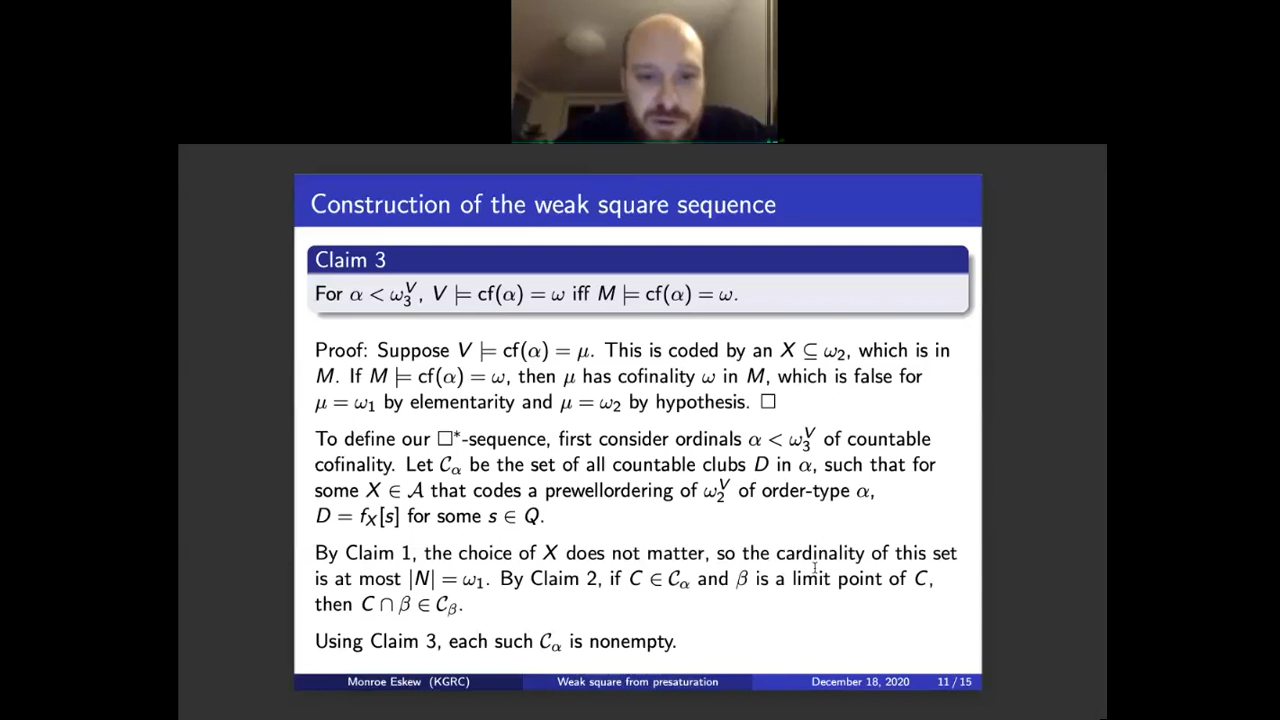 Construction of the weak square sequence
Claim 3
For α < ω₃ⱽ, V ⊨ cf(α) = ω iff M ⊨ cf(α) = ω.
Proof: Suppose V ⊨ cf(α) = μ. This is coded by an X ⊆ ω₂, which is in
M. If M ⊨ cf(α) = ω, then μ has cofinality ω in M, which is false for
μ = ω₁ by elementarity and μ = ω₂ by hypothesis. □
To define our □*-sequence, first consider ordinals α < ω₃ⱽ of countable
cofinality. Let 𝒞_α be the set of all countable clubs D in α, such that for
some X ∈ 𝒜 that codes a prewellordering of ω₂ⱽ of order-type α,
D = f_X[s] for some s ∈ Q.
By Claim 1, the choice of X does not matter, so the cardinality of this set
is at most |N| = ω₁. By Claim 2, if C ∈ 𝒞_α and β is a limit point of C,
then C ∩ β ∈ 𝒞_β.
Using Claim 3, each such 𝒞_α is nonempty.
Monroe Eskew (KGRC) Weak square from presaturation December 18, 2020 11 / 15